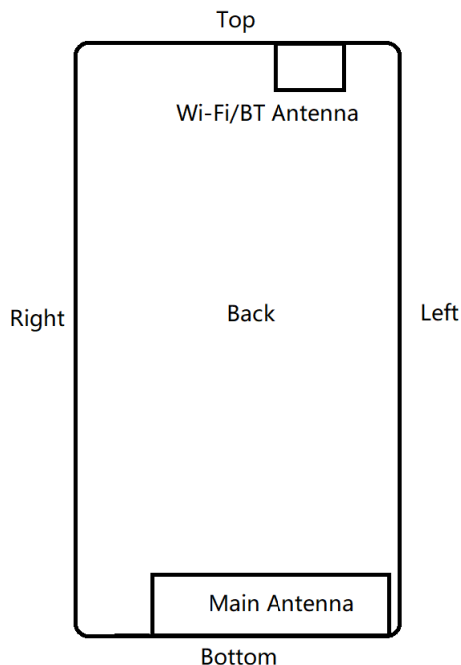 Top
Wi-Fi/BT Antenna
Right
Back
Left
Main Antenna
Bottom